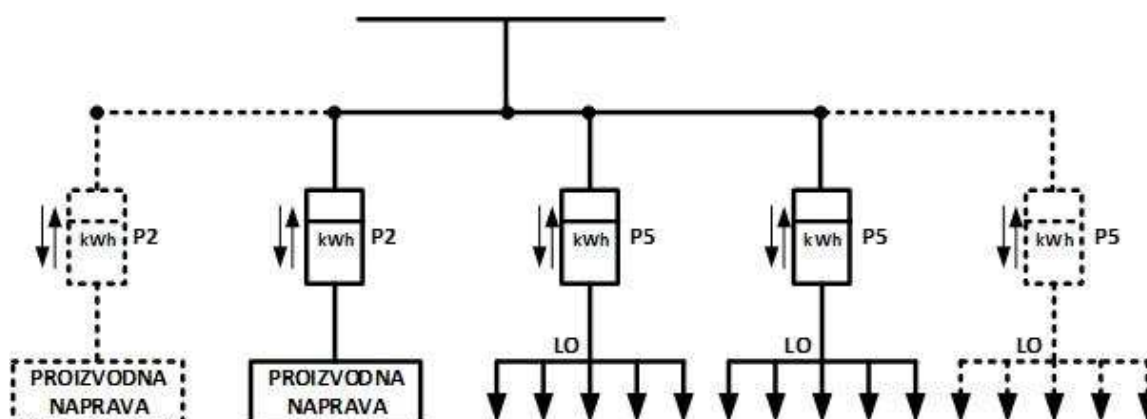 kWh P2
kWh P2
kWh P5
kWh P5
kWh P5
LO
LO
LO
PROIZVODNA
NAPRAVA
PROIZVODNA
NAPRAVA